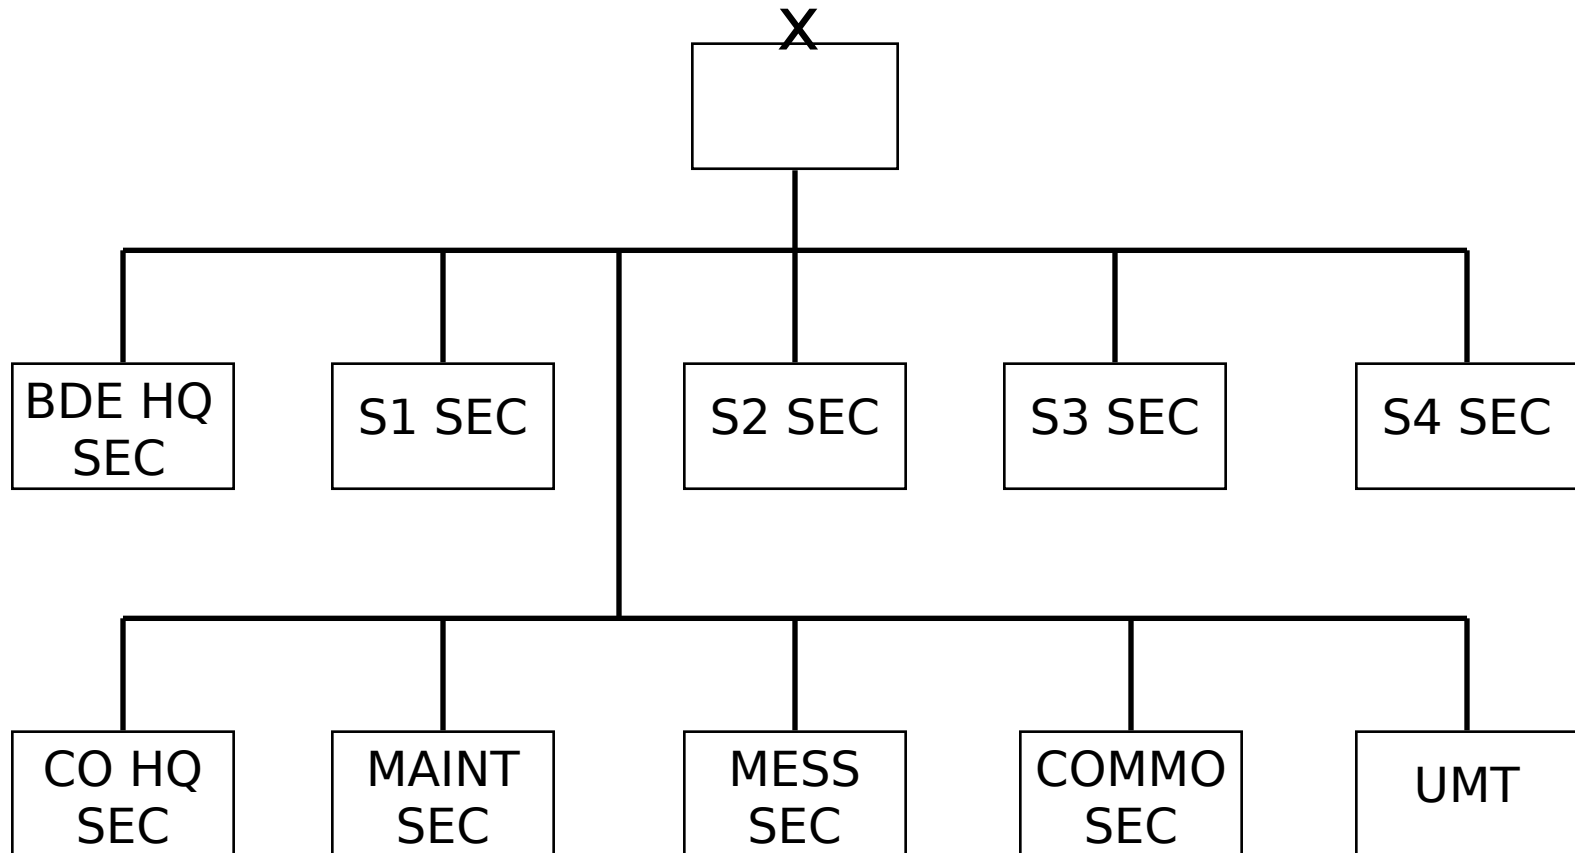 X
BDE HQ
SEC
S1 SEC
S2 SEC
S3 SEC
S4 SEC
CO HQ
SEC
MAINT
SEC
MESS
SEC
COMMO
SEC
UMT